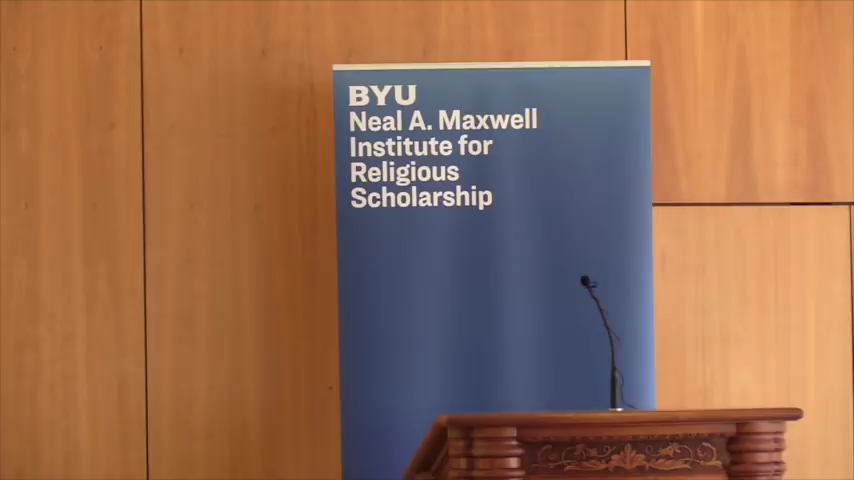 BYU
Neal A. Maxwell
Institute for
Religious
Scholarship